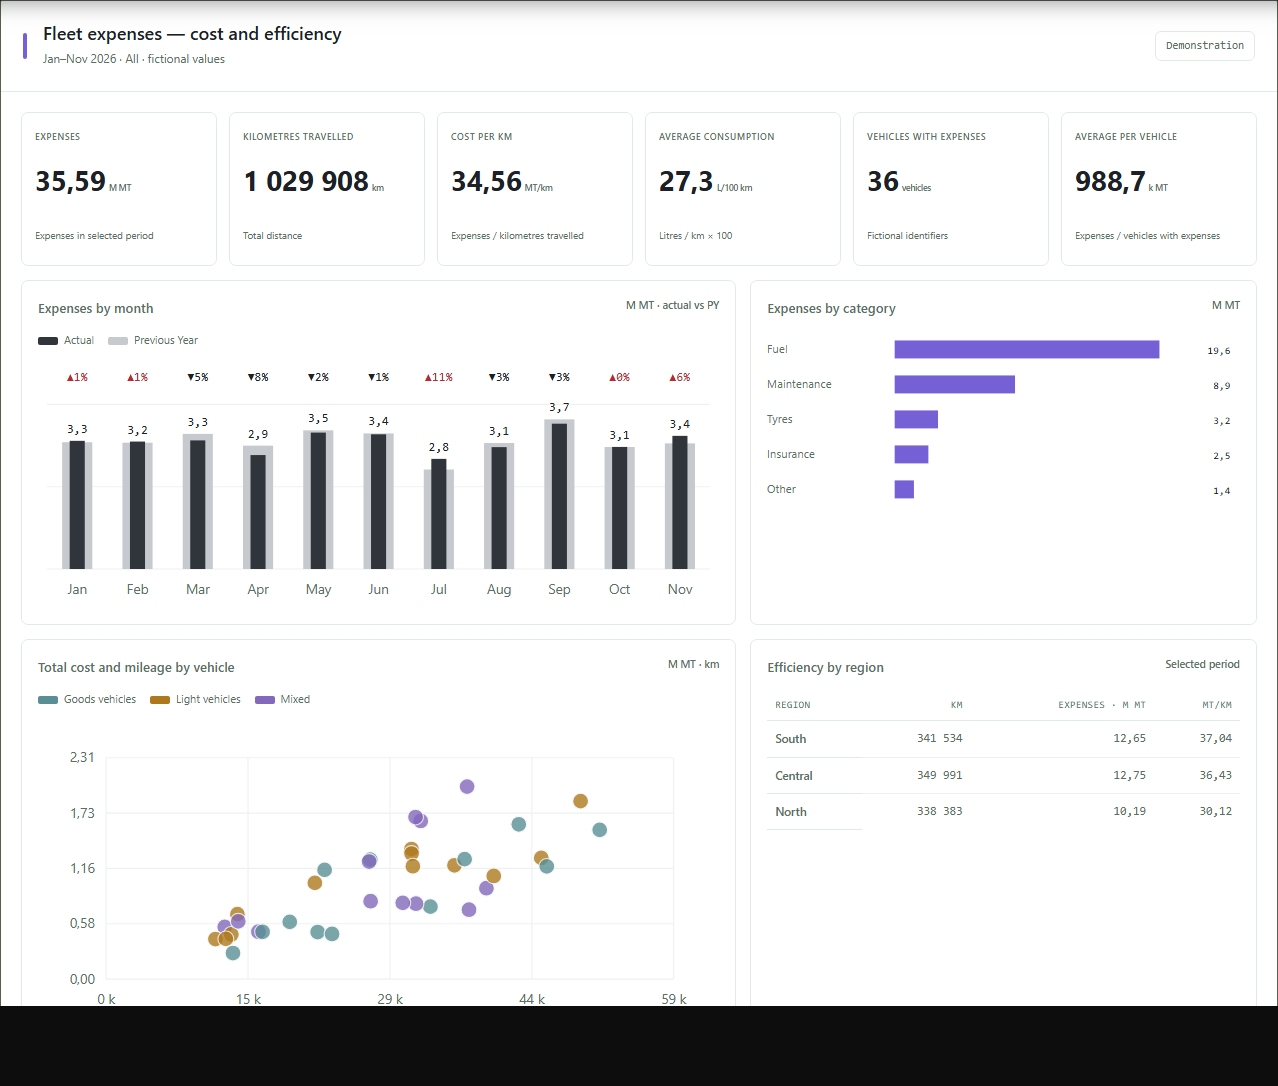 Fleet expenses — cost and efficiency
Jan–Nov 2026 · All · fictional values
Demonstration
EXPENSES
35,59 M MT
Expenses in selected period
KILOMETRES TRAVELLED
1 029 908 km
Total distance
COST PER KM
34,56 MT/km
Expenses / kilometres travelled
AVERAGE CONSUMPTION
27,3 L/100 km
Litres / km × 100
VEHICLES WITH EXPENSES
36 vehicles
Fictional identifiers
AVERAGE PER VEHICLE
988,7 k MT
Expenses / vehicles with expenses
Expenses by month
M MT · actual vs PY
Actual Previous Year
▲1% ▲1% ▼5% ▼8% ▼2% ▼1% ▲11% ▼3% ▼3% ▲0% ▲6%
3,3 3,2 3,3 2,9 3,5 3,4 2,8 3,1 3,7 3,1 3,4
Jan Feb Mar Apr May Jun Jul Aug Sep Oct Nov
Expenses by category
M MT
Fuel 19,6
Maintenance 8,9
Tyres 3,2
Insurance 2,5
Other 1,4
Total cost and mileage by vehicle
M MT · km
Goods vehicles Light vehicles Mixed
2,31
1,73
1,16
0,58
0,00
0 k 15 k 29 k 44 k 59 k
Efficiency by region
Selected period
REGION KM EXPENSES · M MT MT/KM
South 341 534 12,65 37,04
Central 349 991 12,75 36,43
North 338 383 10,19 30,12